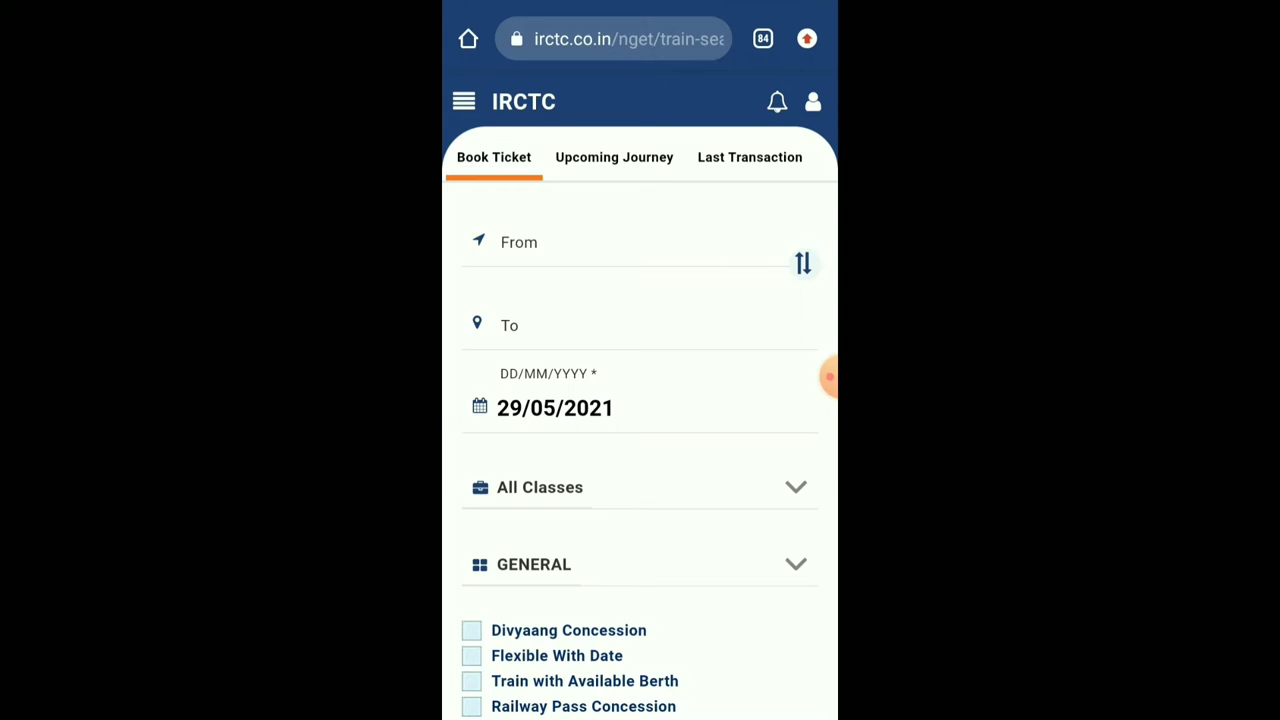 irctc.co.in/nget/train-sea
84
IRCTC
Book Ticket Upcoming Journey Last Transaction
From
To
DD/MM/YYYY *
29/05/2021
All Classes
GENERAL
Divyaang Concession
Flexible With Date
Train with Available Berth
Railway Pass Concession